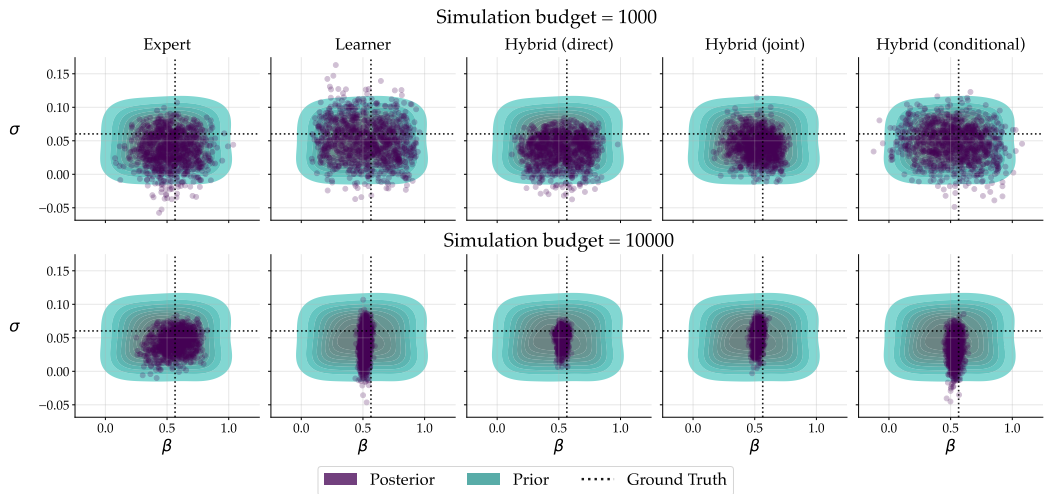 Simulation budget = 1000
Expert Learner Hybrid (direct) Hybrid (joint) Hybrid (conditional)
0.15
0.10
σ
0.05
0.00
−0.05
Simulation budget = 10000
0.15
0.10
σ
0.05
0.00
−0.05
0.0 0.5 1.0 0.0 0.5 1.0 0.0 0.5 1.0 0.0 0.5 1.0 0.0 0.5 1.0
β β β β β
Posterior Prior Ground Truth